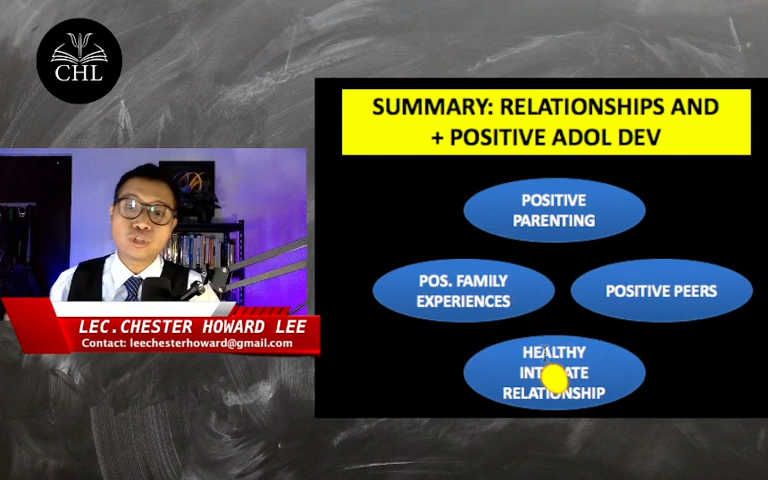 CHL
SUMMARY: RELATIONSHIPS AND
+ POSITIVE ADOL DEV
POSITIVE
PARENTING
POS. FAMILY
EXPERIENCES
POSITIVE PEERS
HEALTHY
RELATIONSHIP
LEC.CHESTER HOWARD LEE
Contact: leechesterhoward@gmail.com